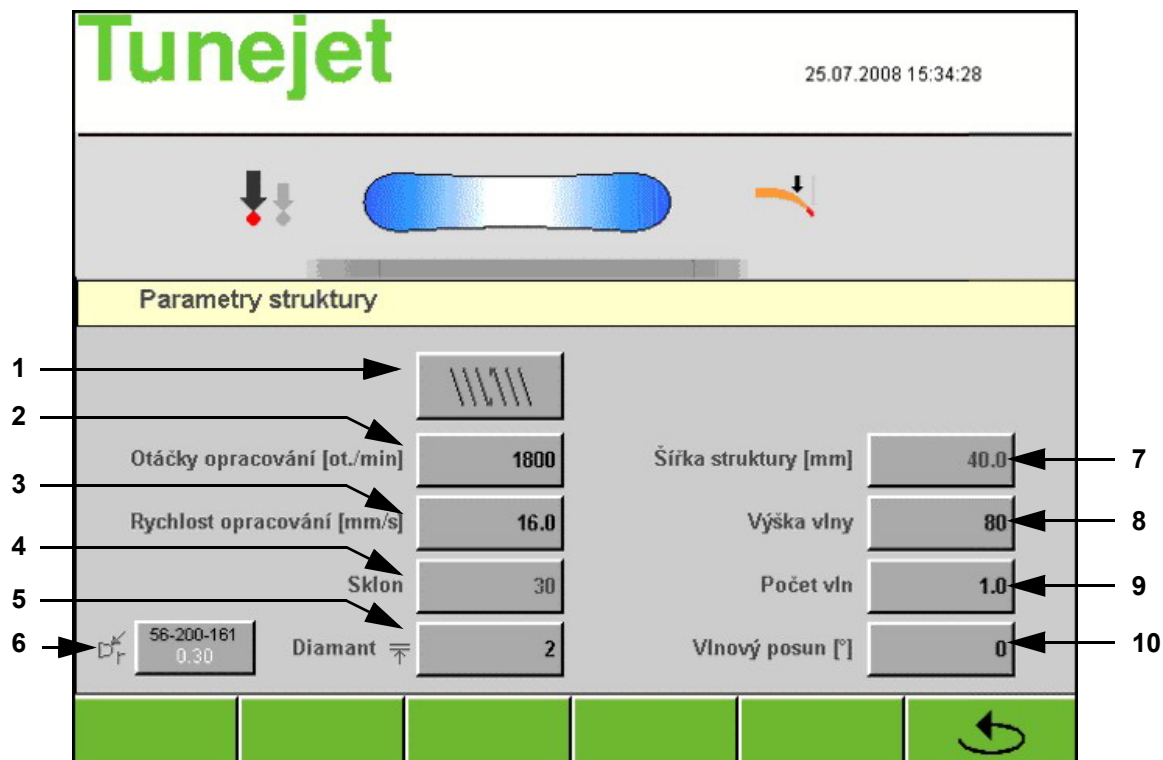 Tunejet
25.07.2008 15:34:28
Parametry struktury
1
2
Otáčky opracování [ot./min] 1800
Šířka struktury [mm] 40.0
7
3
Rychlost opracování [mm/s] 16.0
Výška vlny 80
8
4
Sklon 30
Počet vln 1.0
9
5
6
56-200-161
0.30
Diamant 2
Vlnový posun [°] 0
10